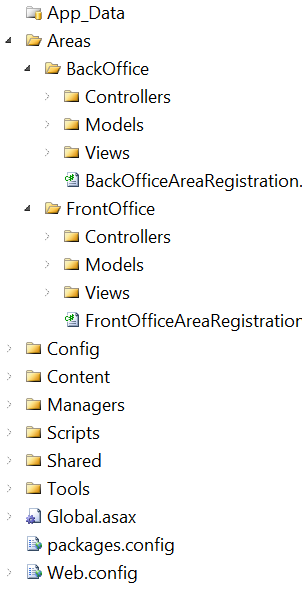 App_Data
Areas
BackOffice
Controllers
Models
Views
BackOfficeAreaRegistration.
FrontOffice
Controllers
Models
Views
FrontOfficeAreaRegistration
Config
Content
Managers
Scripts
Shared
Tools
Global.asax
packages.config
Web.config